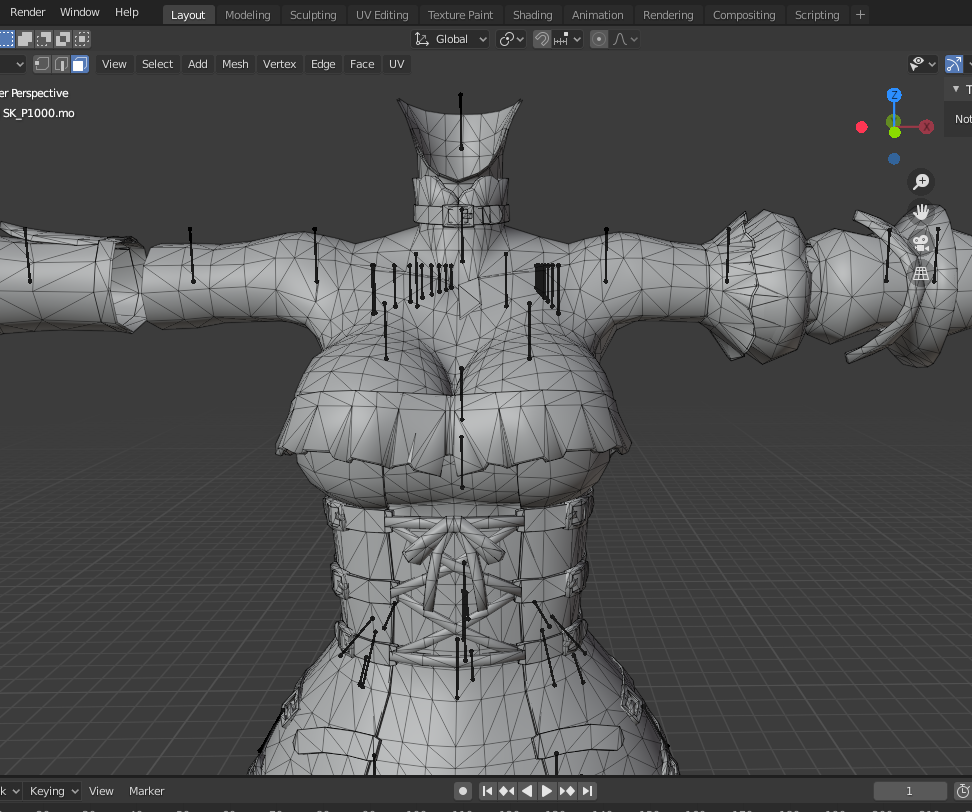 Render Window Help Layout Modeling Sculpting UV Editing Texture Paint Shading Animation Rendering Compositing Scripting +
Global
View Select Add Mesh Vertex Edge Face UV
er Perspective
SK_P1000.mo
Z
X
Not
Keying View Marker
1